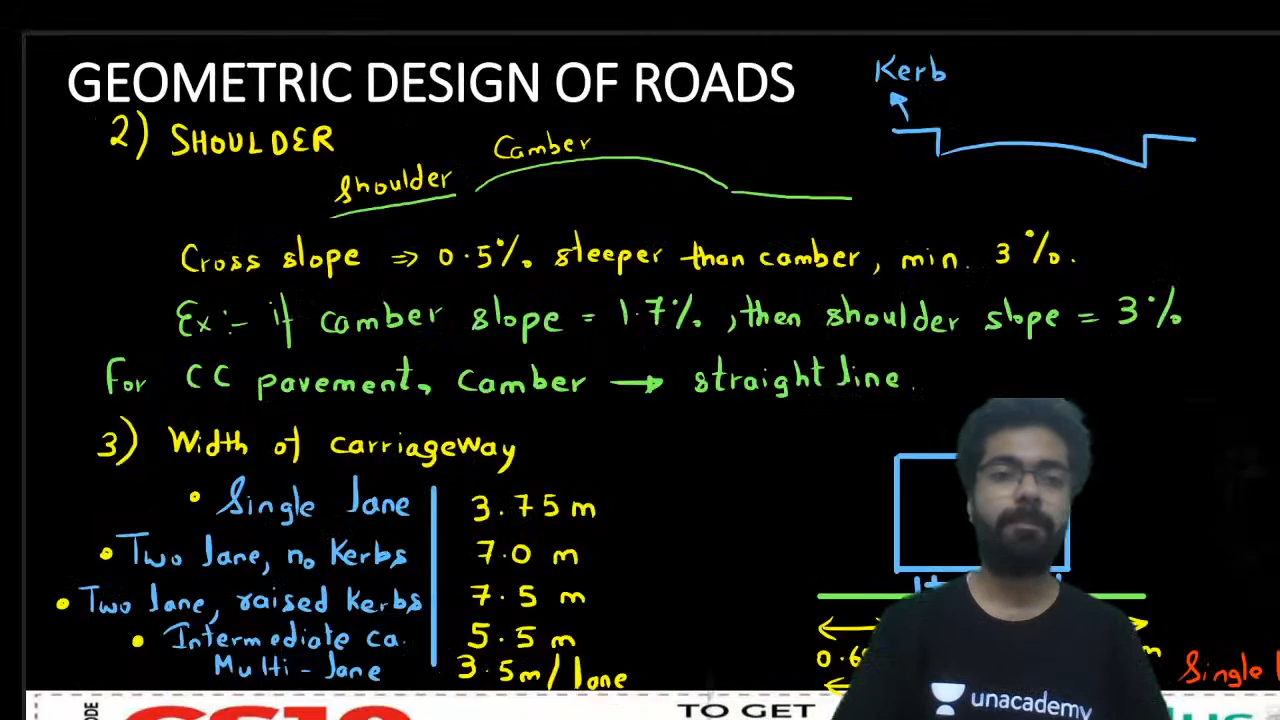 GEOMETRIC DESIGN OF ROADS
Kerb
2) SHOULDER
Camber
Shoulder
Cross slope ⇒ 0.5% steeper than camber, min. 3%.
Ex:- if camber slope = 1.7%, then shoulder slope = 3%
For CC pavement, Camber → straight line.
3) Width of carriageway
• Single lane 3.75 m
• Two lane, no Kerbs 7.0 m
• Two lane, raised Kerbs 7.5 m
• Intermediate ca. 5.5 m
Multi-lane 3.5m/lane
Single
unacademy
TO GET